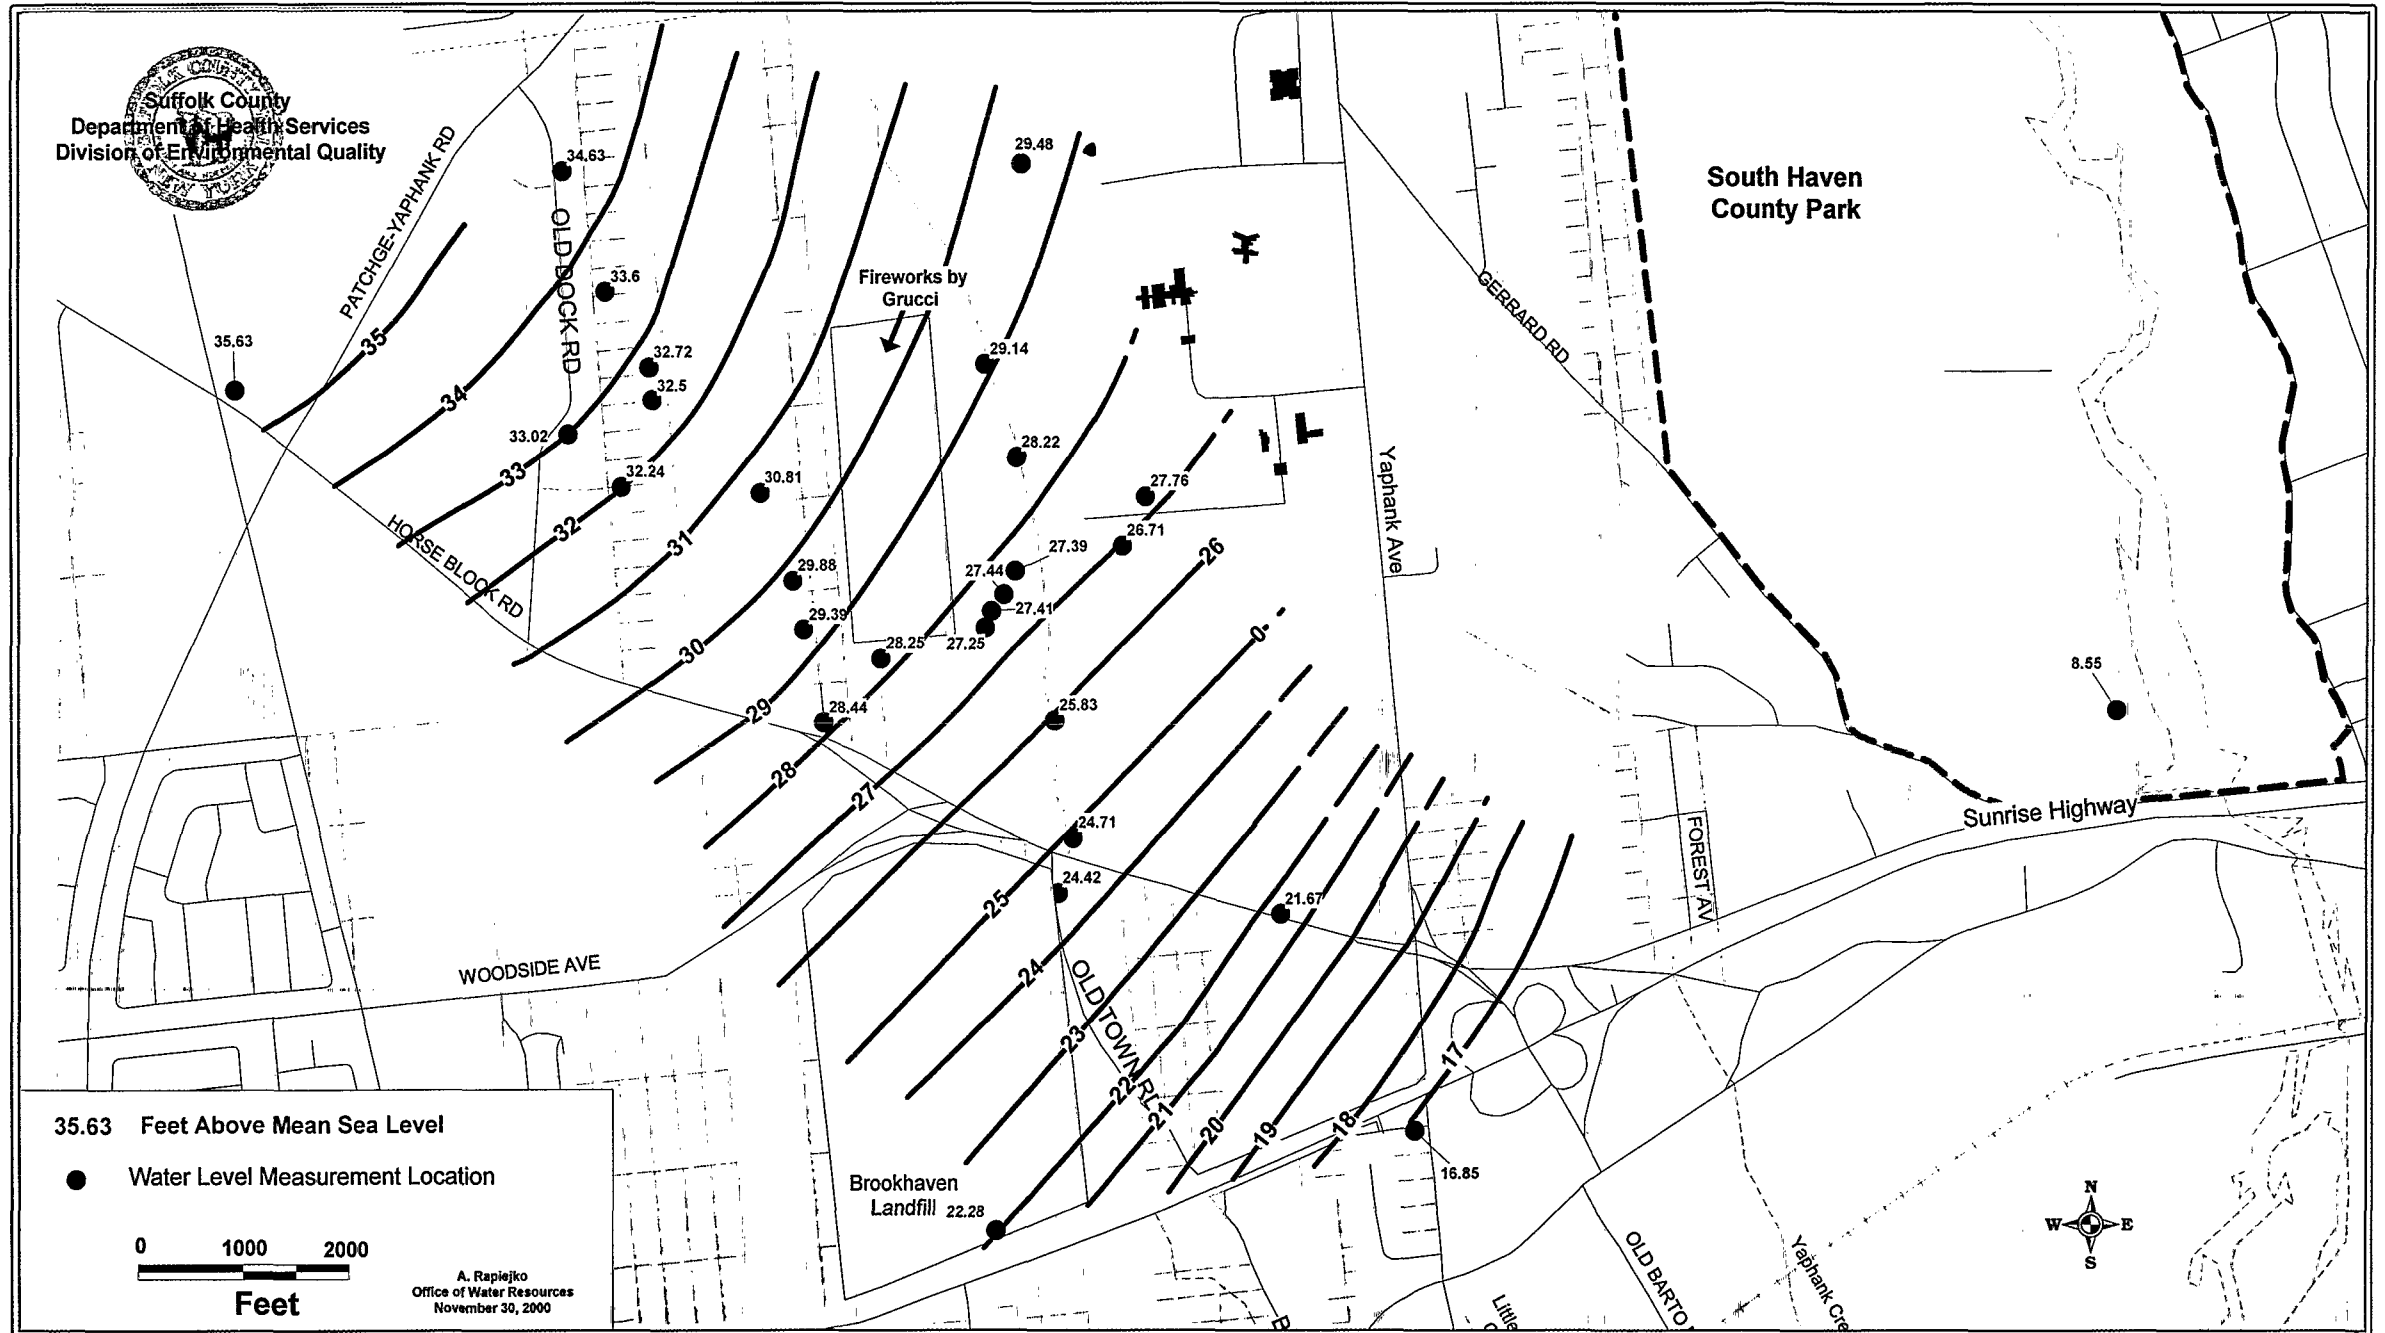 Suffolk County
Department of Health Services
Division of Environmental Quality
NEW YORK
PATCHGE-YAPHANK RD
OLD DOCK RD
34.63
29.48
South Haven
County Park
33.6
Fireworks by
Grucci
GERRARD RD
35
35.63
32.72
29.14
32.5
34
33.02
28.22
Yaphank Ave
33
32.24
30.81
27.76
HORSE BLOCK RD
32
31
26.71
27.39
26
29.88
27.44
27.41
29.39
0
30
28.25
27.25
8.55
29
28.44
25.83
28
27
Sunrise Highway
24.71
FOREST AV
24.42
25
21.67
WOODSIDE AVE
24
OLD TOWN RD
23
17
22
21
20
19
18
16.85
35.63 Feet Above Mean Sea Level
Water Level Measurement Location
Brookhaven
Landfill
22.28
0 1000 2000
Feet
A. Rapiejko
Office of Water Resources
November 30, 2000
N
W E
S
OLD BARTO
Yaphank Cre
Little